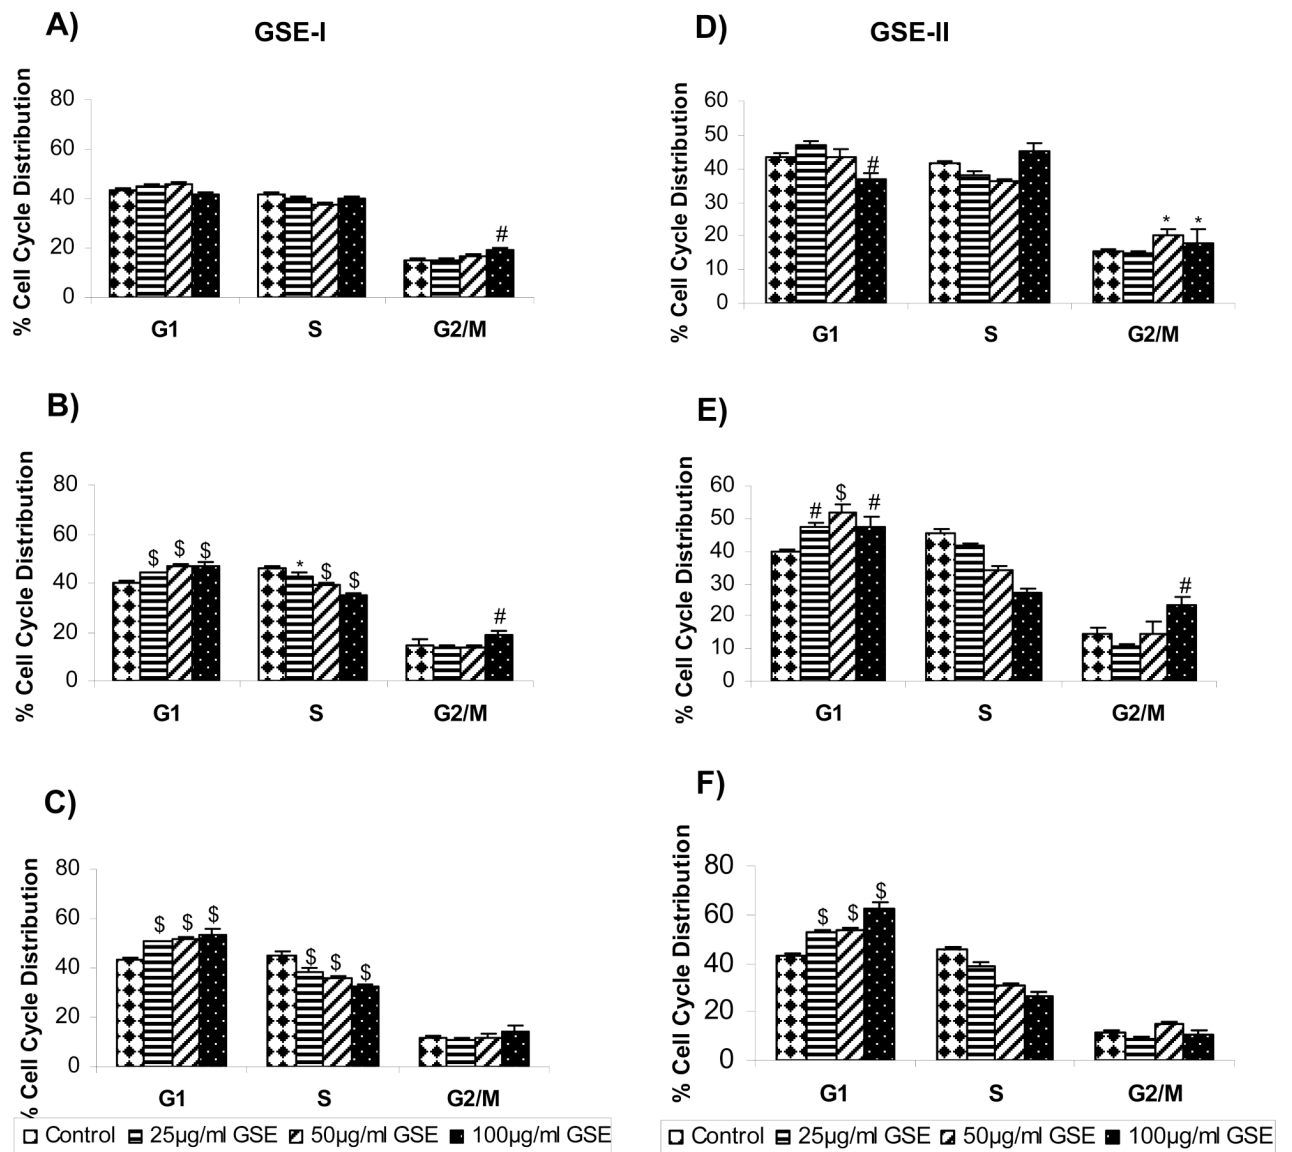 A)
GSE-I
% Cell Cycle Distribution
80
60
40
20
0
#
G1
S
G2/M
D)
GSE-II
% Cell Cycle Distribution
60
50
40
30
20
10
0
#
*
*
G1
S
G2/M
B)
% Cell Cycle Distribution
80
60
40
20
0
$
$
$
*
$
$
#
G1
S
G2/M
E)
% Cell Cycle Distribution
60
50
40
30
20
10
0
#
$
#
#
G1
S
G2/M
C)
% Cell Cycle Distribution
80
60
40
20
0
$
$
$
$
$
$
G1
S
G2/M
Control 25µg/ml GSE 50µg/ml GSE 100µg/ml GSE
F)
% Cell Cycle Distribution
80
60
40
20
0
$
$
$
G1
S
G2/M
Control 25µg/ml GSE 50µg/ml GSE 100µg/ml GSE